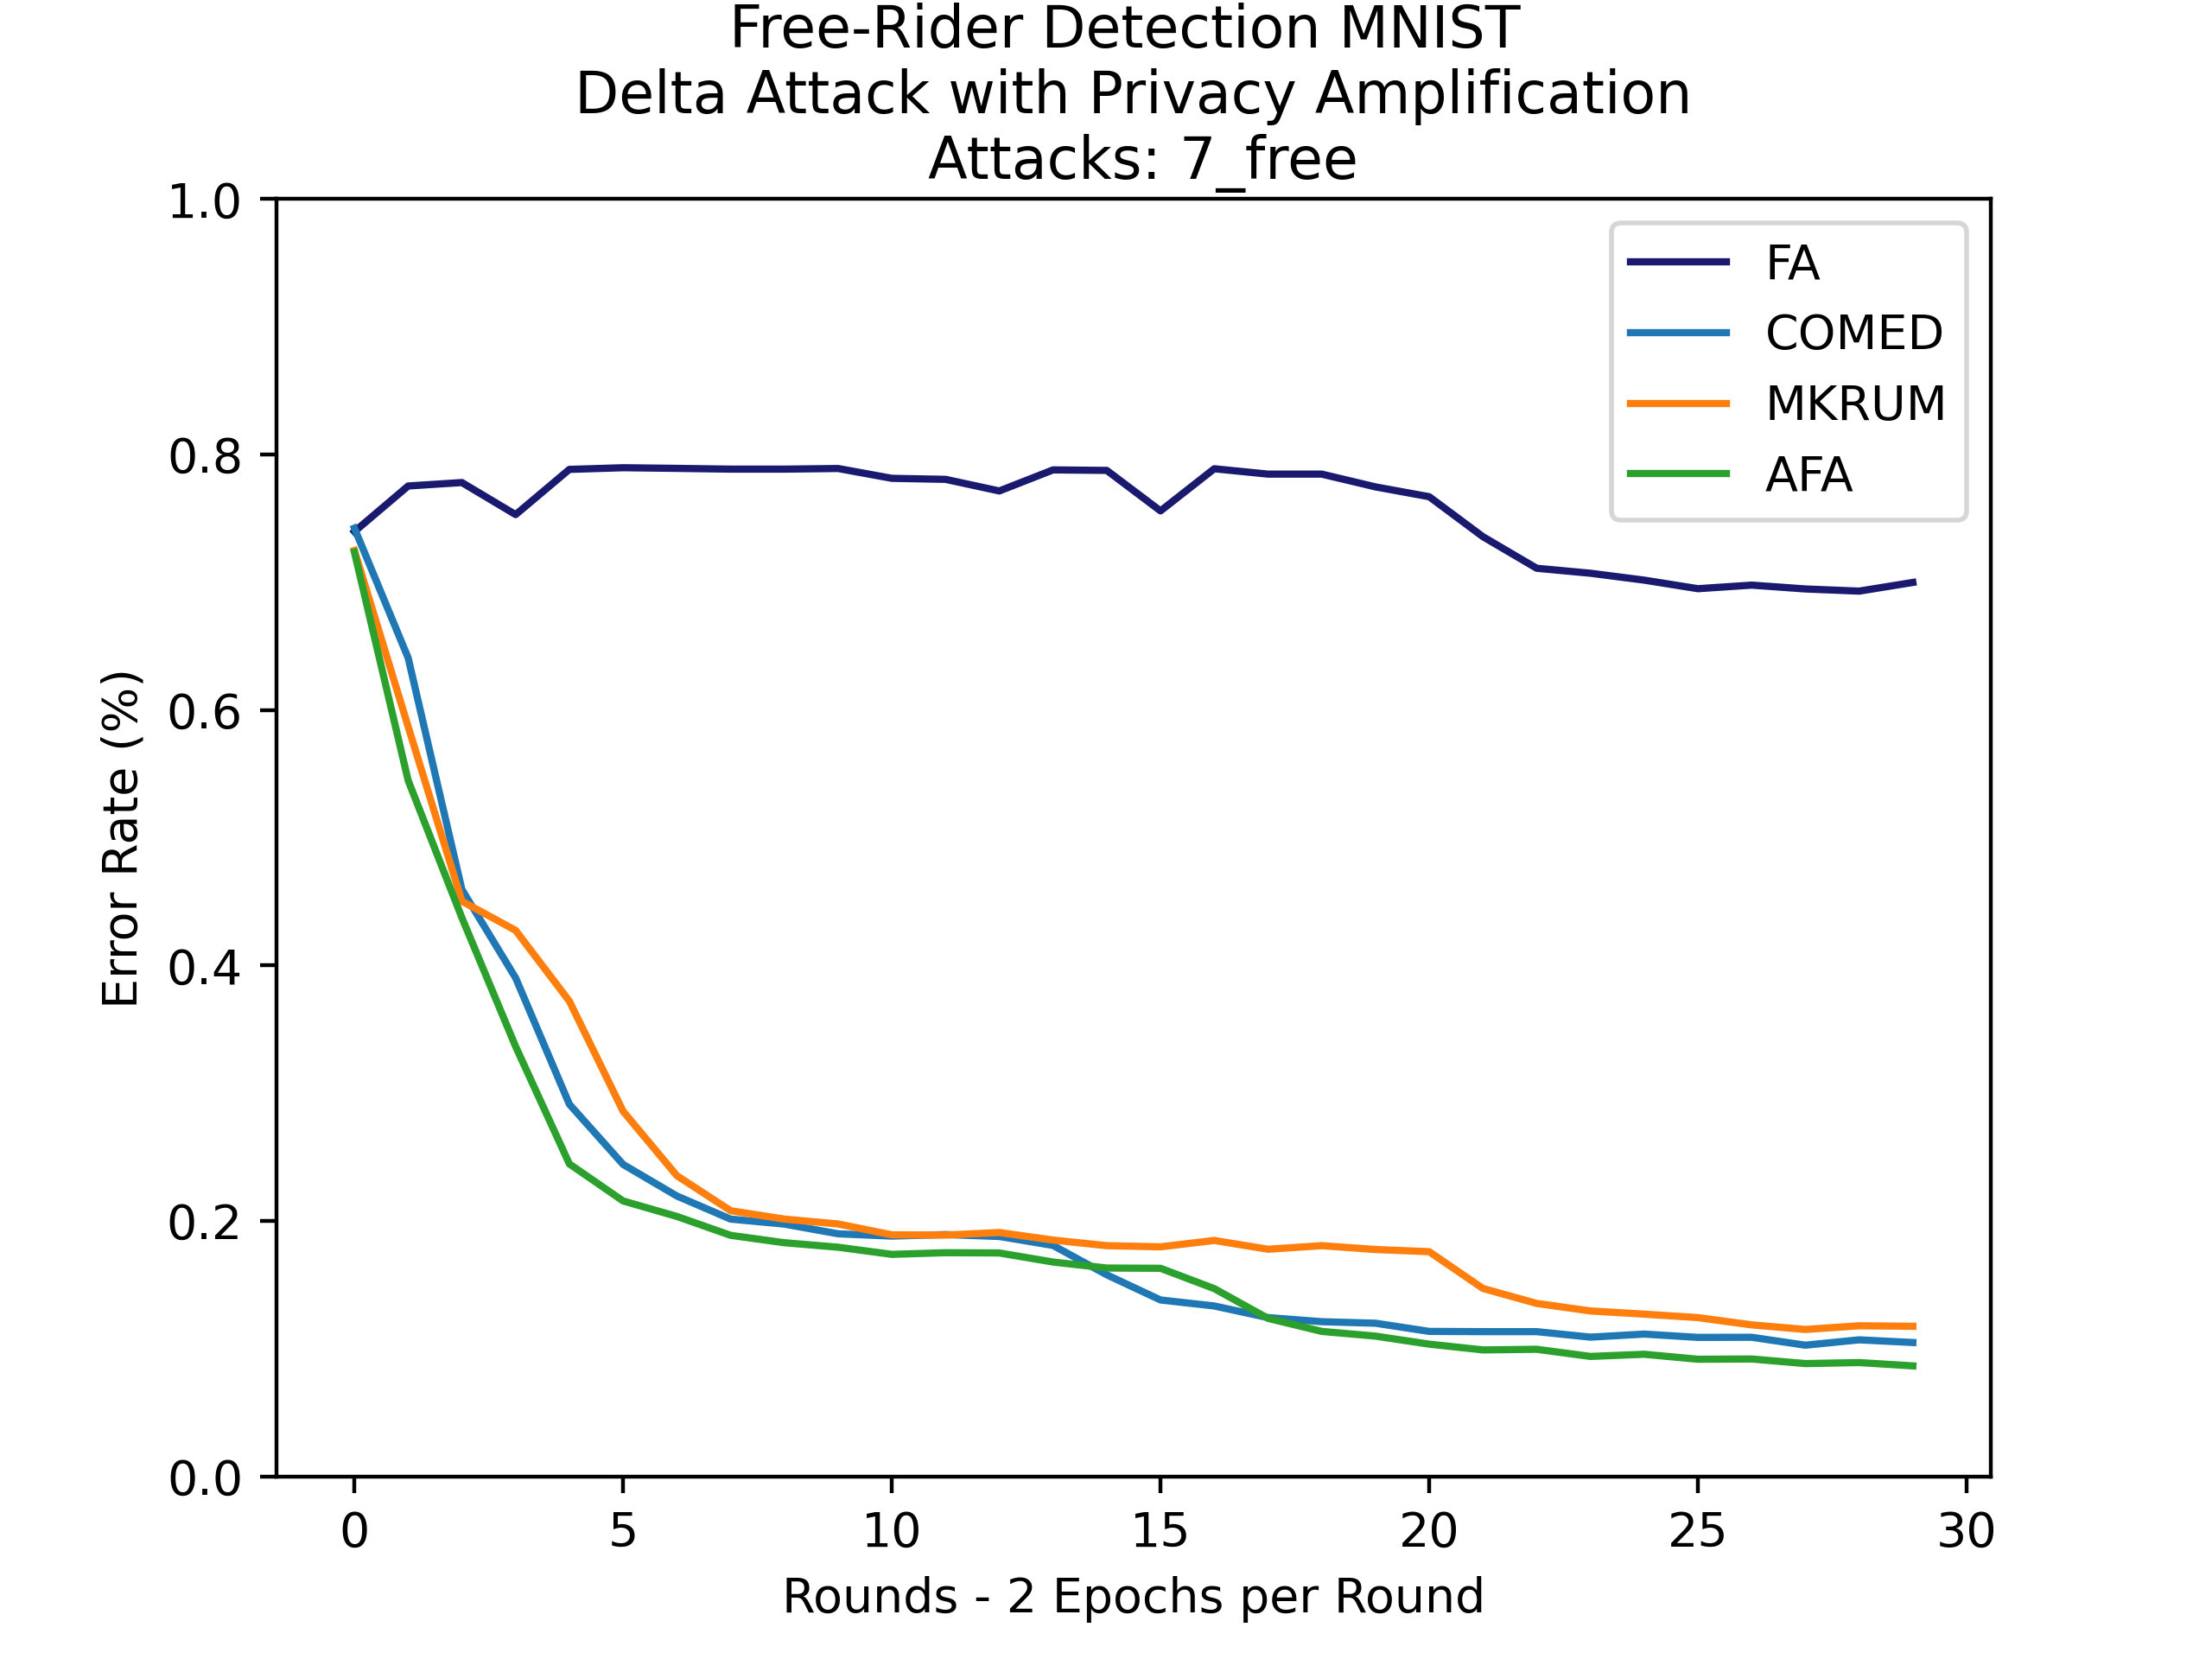 Free-Rider Detection MNIST
Delta Attack with Privacy Amplification
Attacks: 7_free
1.0
0.8
0.6
0.4
0.2
0.0
Error Rate (%)
FA
COMED
MKRUM
AFA
0 5 10 15 20 25 30
Rounds - 2 Epochs per Round